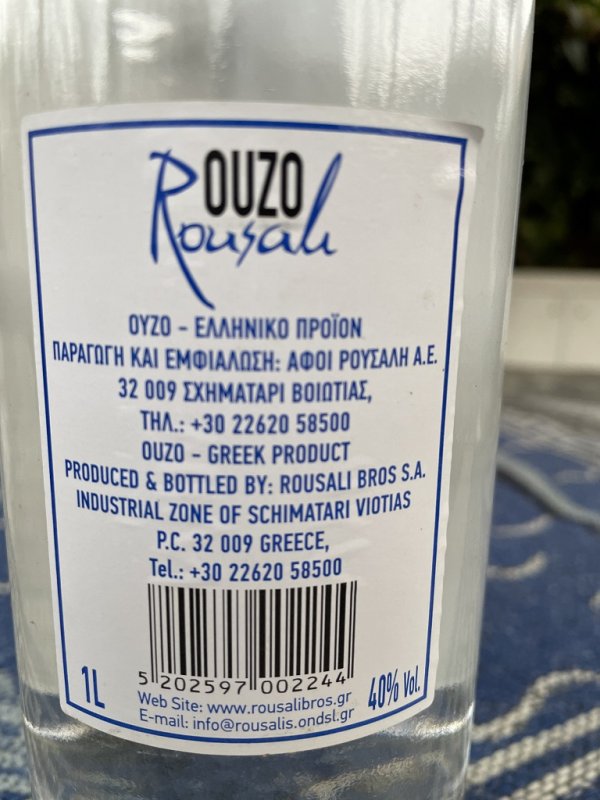 OUZO
Rousali
ΟΥΖΟ - ΕΛΛΗΝΙΚΟ ΠΡΟΪΟΝ
ΠΑΡΑΓΩΓΗ ΚΑΙ ΕΜΦΙΑΛΩΣΗ: ΑΦΟΙ ΡΟΥΣΑΛΗ Α.Ε.
32 009 ΣΧΗΜΑΤΑΡΙ ΒΟΙΩΤΙΑΣ,
ΤΗΛ.: +30 22620 58500
OUZO - GREEK PRODUCT
PRODUCED & BOTTLED BY: ROUSALI BROS S.A.
INDUSTRIAL ZONE OF SCHIMATARI VIOTIAS
P.C. 32 009 GREECE,
Tel.: +30 22620 58500
5 202597 002244
1L
40% Vol.
Web Site: www.rousalibros.gr
E-mail: info@rousalis.ondsl.gr